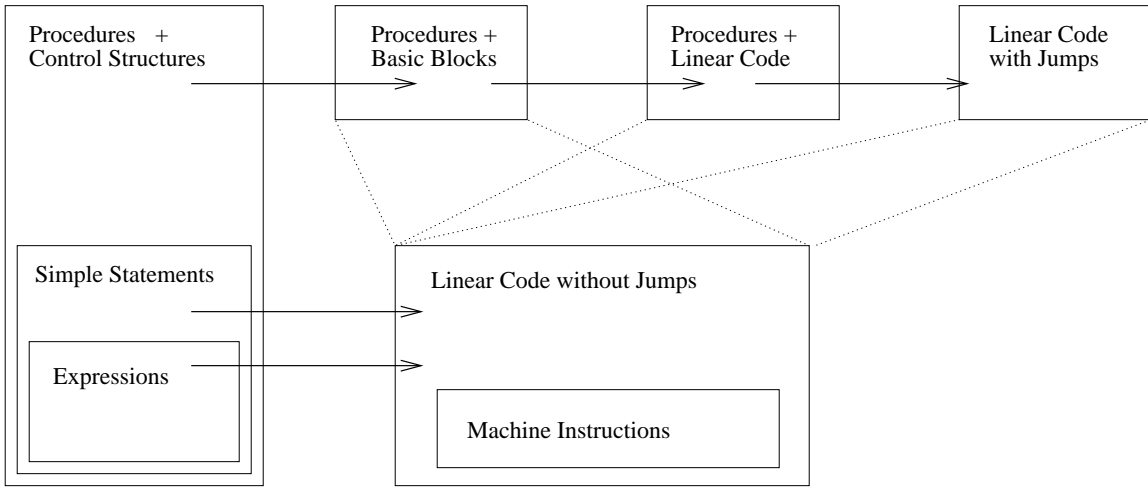 Procedures +
Control Structures
Procedures +
Basic Blocks
Procedures +
Linear Code
Linear Code
with Jumps
Simple Statements
Expressions
Linear Code without Jumps
Machine Instructions